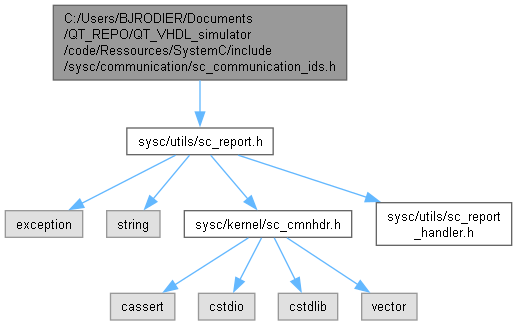 C:/Users/BJRODIER/Documents
/QT_REPO/QT_VHDL_simulator
/code/Ressources/SystemC/include
/sysc/communication/sc_communication_ids.h
sysc/utils/sc_report.h
exception
string
sysc/kernel/sc_cmnhdr.h
sysc/utils/sc_report
_handler.h
cassert
cstdio
cstdlib
vector